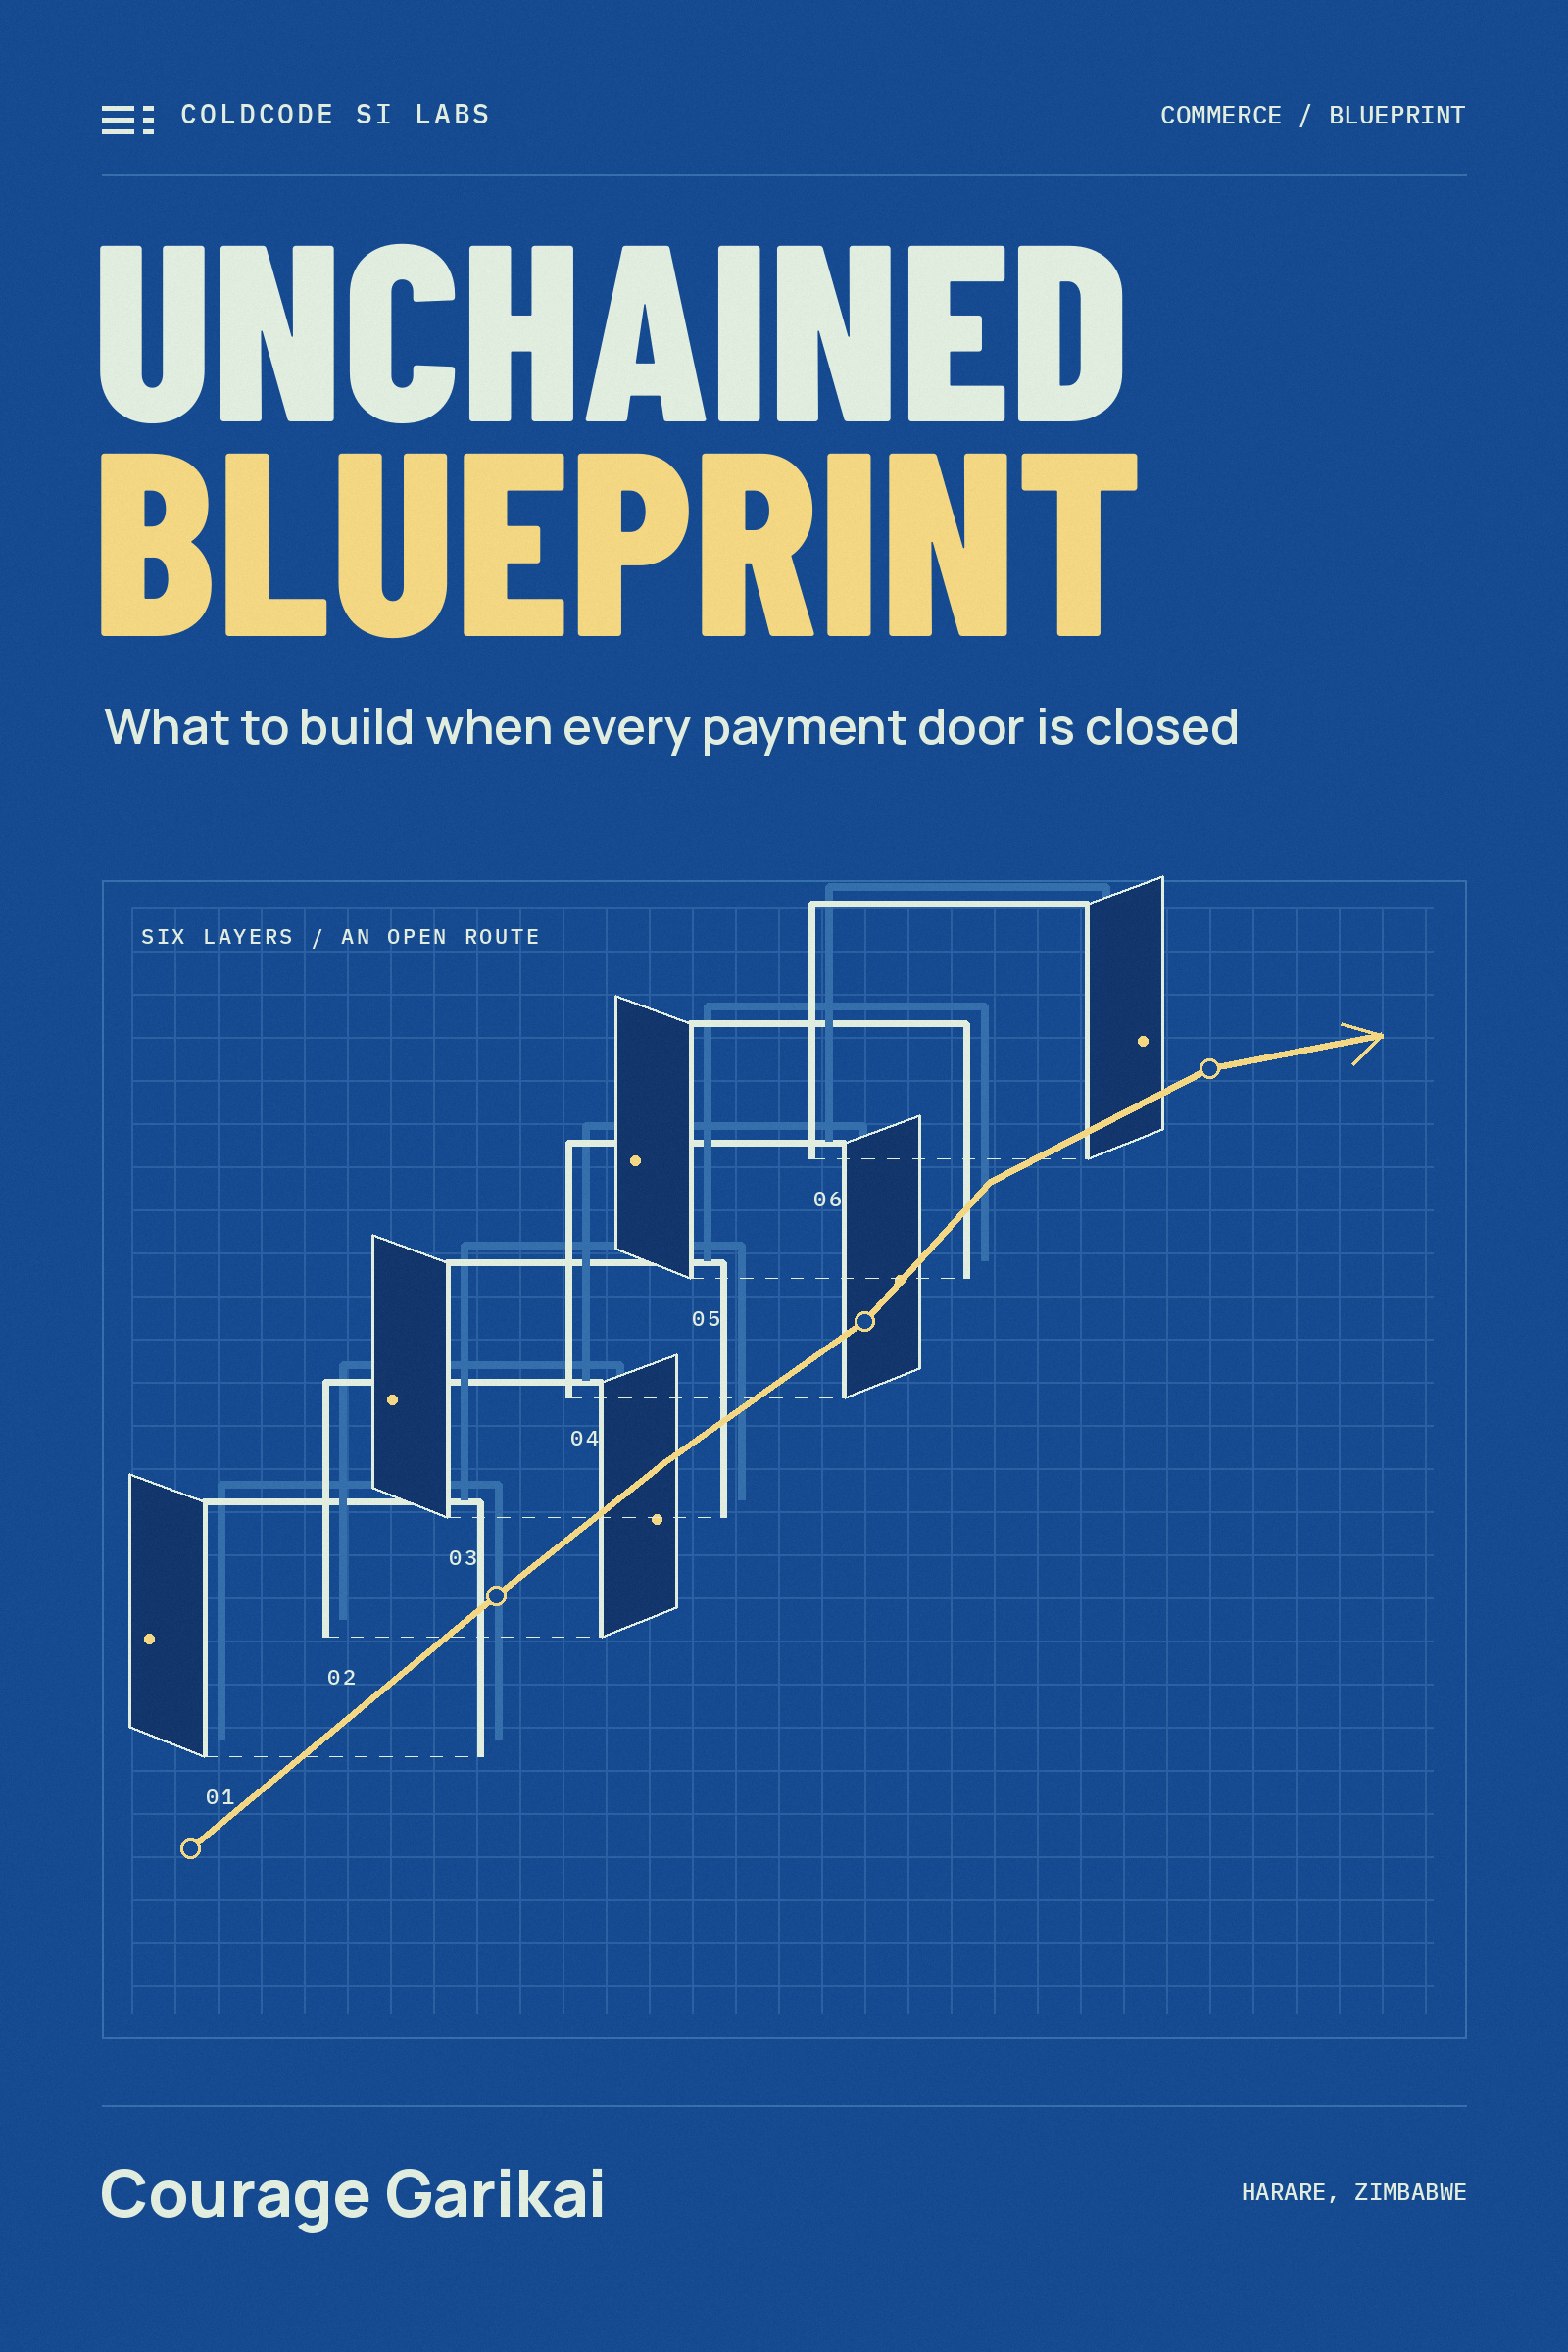 COLDCODE SI LABS
COMMERCE / BLUEPRINT
UNCHAINED
BLUEPRINT
What to build when every payment door is closed
SIX LAYERS / AN OPEN ROUTE
06
05
04
03
02
01
Courage Garikai
HARARE, ZIMBABWE